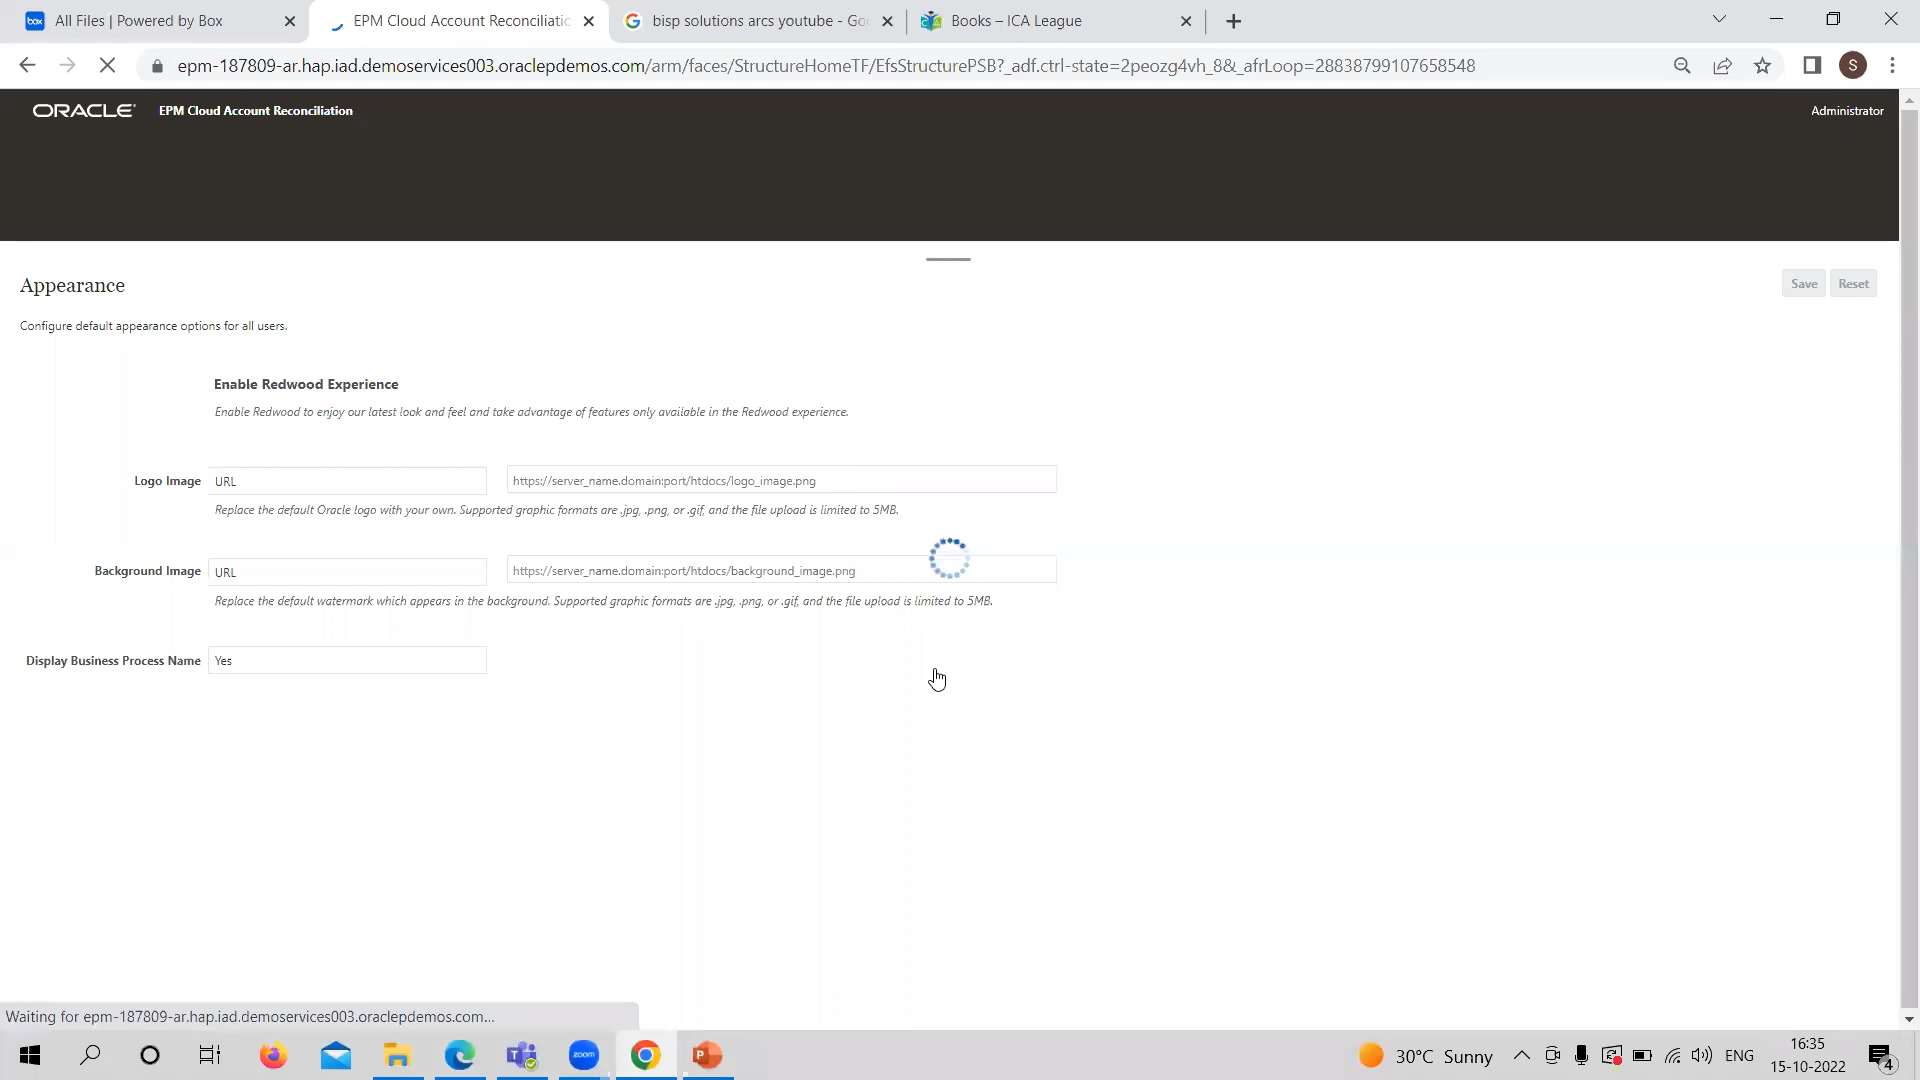 All Files | Powered by Box
EPM Cloud Account Reconciliatic
bisp solutions arcs youtube - Goo
Books – ICA League
epm-187809-ar.hap.iad.demoservices003.oraclepdemos.com/arm/faces/StructureHomeTF/EfsStructurePSB?_adf.ctrl-state=2peozg4vh_8&_afrLoop=28838799107658548
S
ORACLE EPM Cloud Account Reconciliation
Administrator
Appearance
Save
Reset
Configure default appearance options for all users.
Enable Redwood Experience
Enable Redwood to enjoy our latest look and feel and take advantage of features only available in the Redwood experience.
Logo Image
URL
https://server_name.domain:port/htdocs/logo_image.png
Replace the default Oracle logo with your own. Supported graphic formats are .jpg, .png, or .gif, and the file upload is limited to 5MB.
Background Image
URL
https://server_name.domain:port/htdocs/background_image.png
Replace the default watermark which appears in the background. Supported graphic formats are .jpg, .png, or .gif, and the file upload is limited to 5MB.
Display Business Process Name
Yes
Waiting for epm-187809-ar.hap.iad.demoservices003.oraclepdemos.com...
zoom
30°C Sunny
ENG
16:35
15-10-2022
4